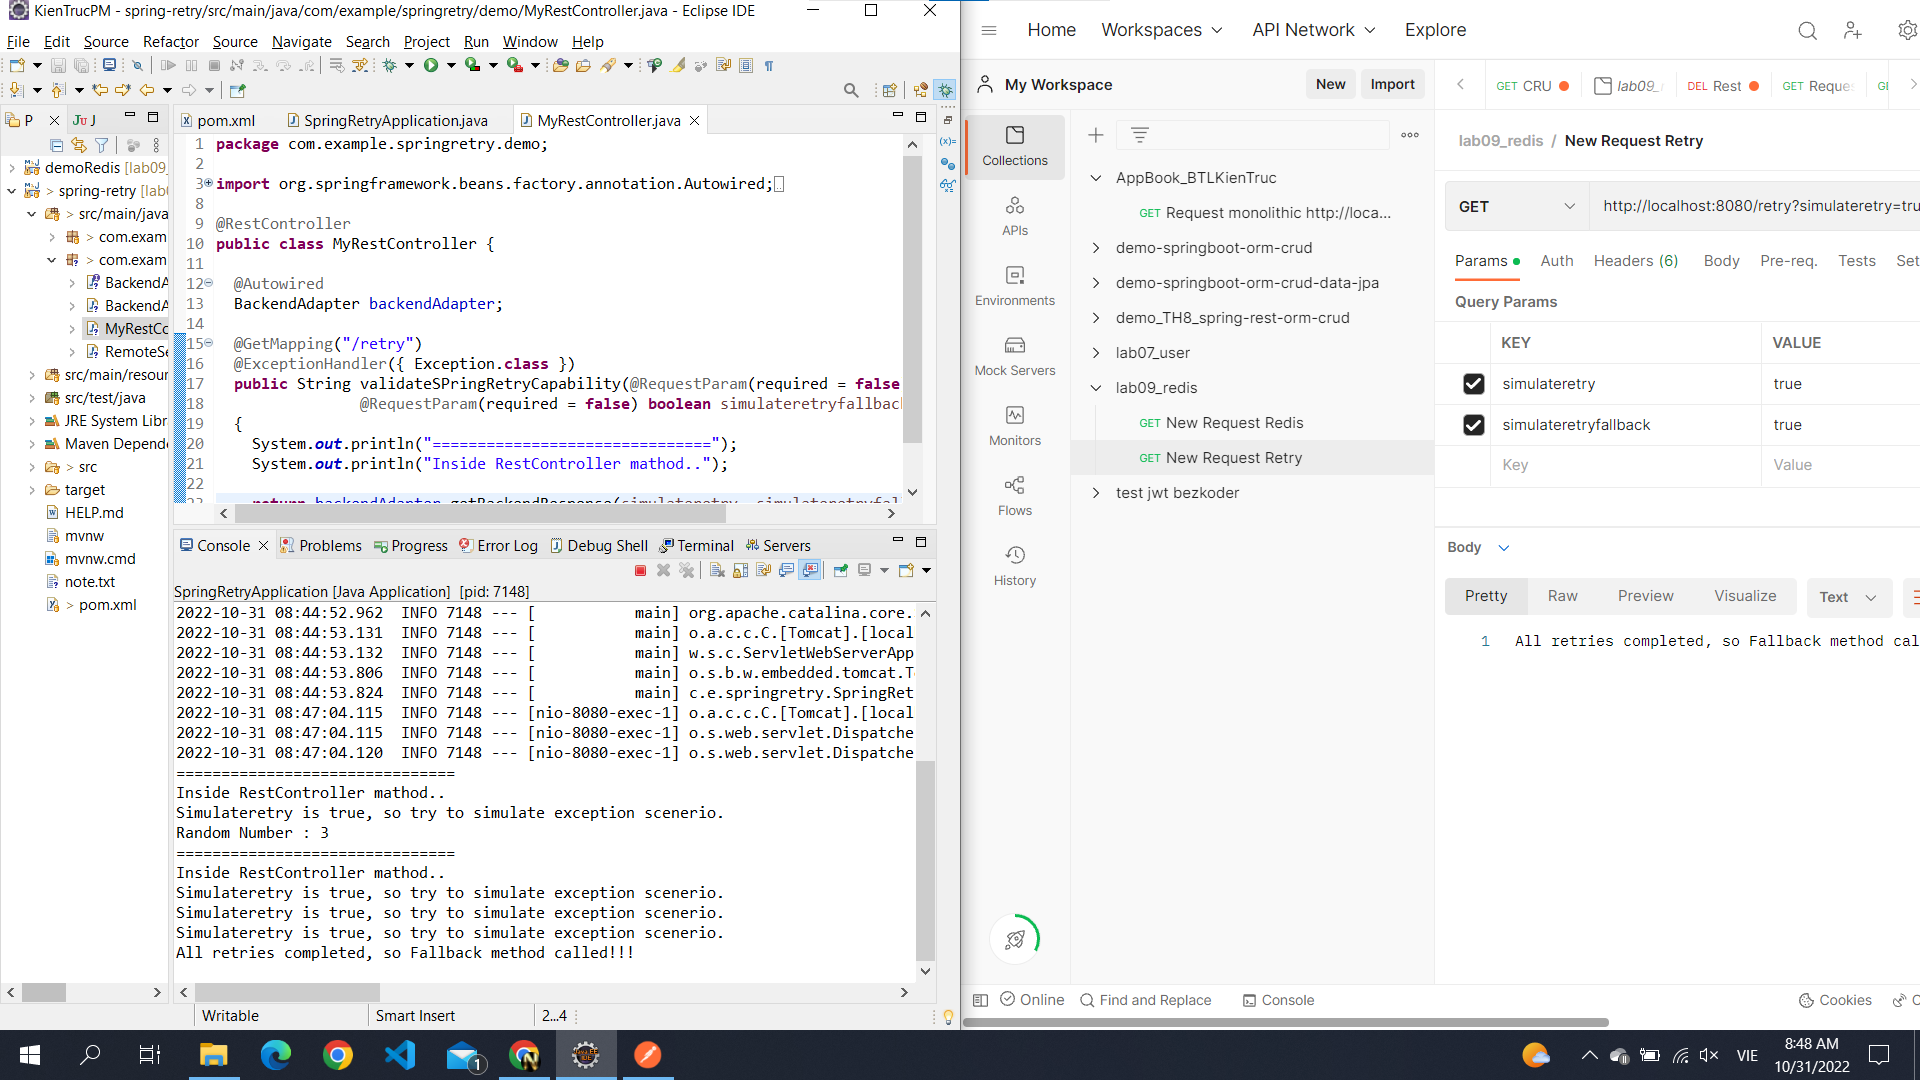 KienTrucPM - spring-retry/src/main/java/com/example/springretry/demo/MyRestController.java - Eclipse IDE
File Edit Source Refactor Source Navigate Search Project Run Window Help
P
J
demoRedis [lab09_
> spring-retry [lab
> src/main/java
> com.exam
> com.exam
BackendA
BackendA
MyRestCo
RemoteSe
src/main/resour
src/test/java
JRE System Libr
Maven Depend
> src
target
HELP.md
mvnw
mvnw.cmd
note.txt
> pom.xml
pom.xml
SpringRetryApplication.java
MyRestController.java
1 package com.example.springretry.demo;
2
3 import org.springframework.beans.factory.annotation.Autowired;
8
9 @RestController
10 public class MyRestController {
11
12 @Autowired
13 BackendAdapter backendAdapter;
14
15 @GetMapping("/retry")
16 @ExceptionHandler({ Exception.class })
17 public String validateSPringRetryCapability(@RequestParam(required = false
18 @RequestParam(required = false) boolean simulateretryfallback
19 {
20 System.out.println("===============================");
21 System.out.println("Inside RestController mathod..");
22
23 return backendAdapter.getBackendResponse(simulateretry, simulateretryfal
Console Problems Progress Error Log Debug Shell Terminal Servers
SpringRetryApplication [Java Application] [pid: 7148]
2022-10-31 08:44:52.962 INFO 7148 --- [ main] org.apache.catalina.core.
2022-10-31 08:44:53.131 INFO 7148 --- [ main] o.a.c.c.C.[Tomcat].[local
2022-10-31 08:44:53.132 INFO 7148 --- [ main] w.s.c.ServletWebServerApp
2022-10-31 08:44:53.806 INFO 7148 --- [ main] o.s.b.w.embedded.tomcat.T
2022-10-31 08:44:53.824 INFO 7148 --- [ main] c.e.springretry.SpringRet
2022-10-31 08:47:04.115 INFO 7148 --- [nio-8080-exec-1] o.a.c.c.C.[Tomcat].[local
2022-10-31 08:47:04.115 INFO 7148 --- [nio-8080-exec-1] o.s.web.servlet.Dispatche
2022-10-31 08:47:04.120 INFO 7148 --- [nio-8080-exec-1] o.s.web.servlet.Dispatche
===============================
Inside RestController mathod..
Simulateretry is true, so try to simulate exception scenerio.
Random Number : 3
===============================
Inside RestController mathod..
Simulateretry is true, so try to simulate exception scenerio.
Simulateretry is true, so try to simulate exception scenerio.
Simulateretry is true, so try to simulate exception scenerio.
All retries completed, so Fallback method called!!!
Writable
Smart Insert
2...4
Home Workspaces API Network Explore
My Workspace
New
Import
GET CRU
lab09_
DEL Rest
GET Reque
Collections
APIs
Environments
Mock Servers
Monitors
Flows
History
AppBook_BTLKienTruc
GET Request monolithic http://loca...
demo-springboot-orm-crud
demo-springboot-orm-crud-data-jpa
demo_TH8_spring-rest-orm-crud
lab07_user
lab09_redis
GET New Request Redis
GET New Request Retry
test jwt bezkoder
lab09_redis / New Request Retry
GET
http://localhost:8080/retry?simulateretry=tru
Params Auth Headers (6) Body Pre-req. Tests Set
Query Params
KEY VALUE
simulateretry true
simulateretryfallback true
Key Value
Body
Pretty Raw Preview Visualize Text
1 All retries completed, so Fallback method cal
Online Find and Replace Console Cookies
1
VIE
8:48 AM
10/31/2022